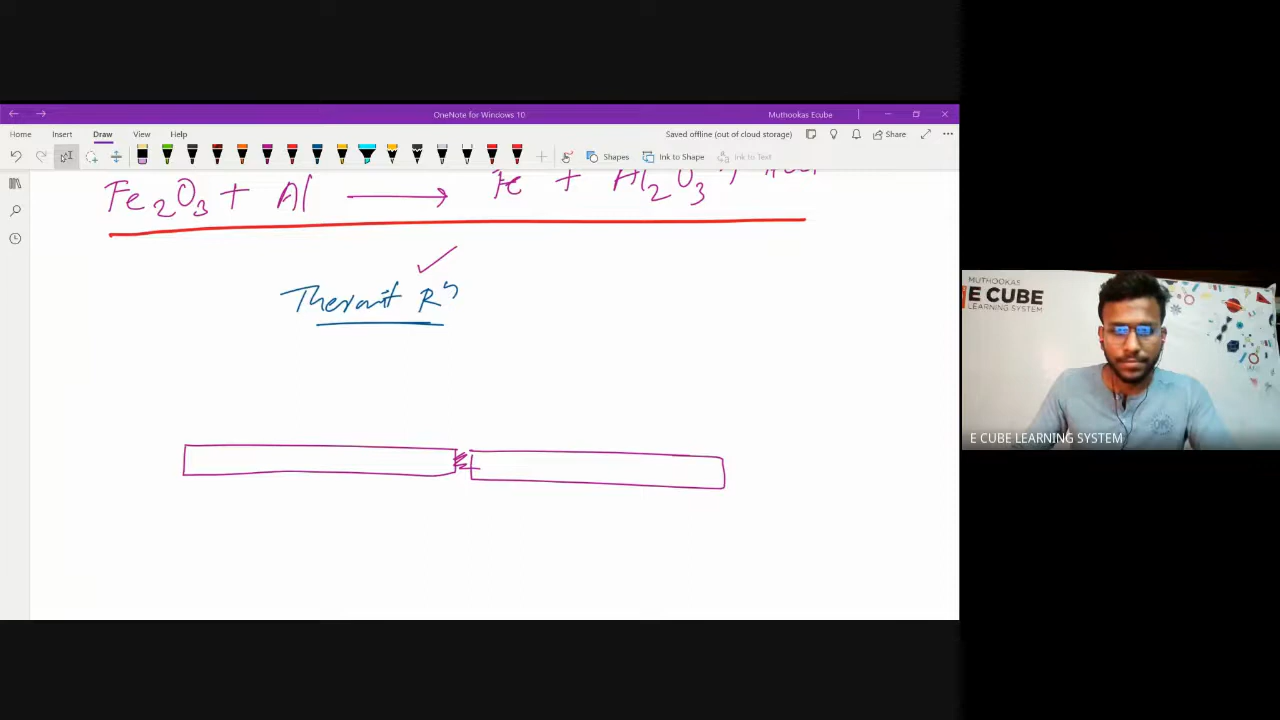 OneNote for Windows 10
Muthookas Ecube
Home Insert Draw View Help
Saved offline (out of cloud storage)
Share
Shapes
Ink to Shape
Ink to Text
Fe2O3 + Al ⟶ Fe + Al2O3 + Heat
Thermit Rn
MUTHOOKAS
E CUBE
LEARNING SYSTEM
E CUBE LEARNING SYSTEM